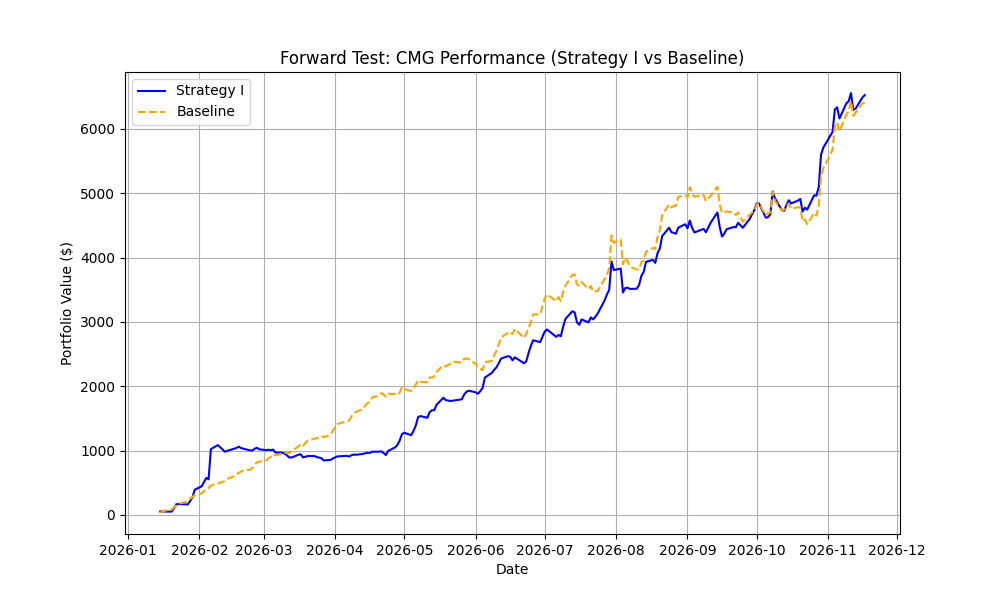 Forward Test: CMG Performance (Strategy I vs Baseline)
Strategy I
Baseline
Portfolio Value ($)
6000
5000
4000
3000
2000
1000
0
2026-01 2026-02 2026-03 2026-04 2026-05 2026-06 2026-07 2026-08 2026-09 2026-10 2026-11 2026-12
Date